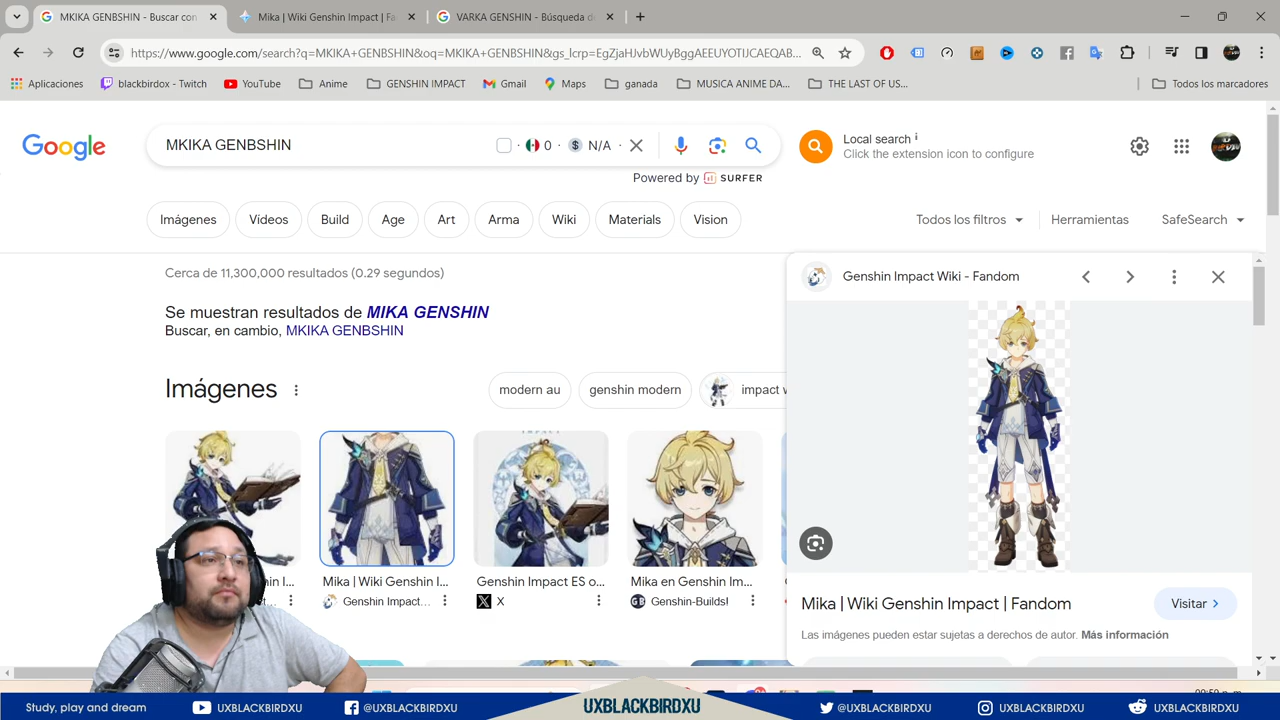 MKIKA GENBSHIN - Buscar con
Mika | Wiki Genshin Impact | Fa
VARKA GENSHIN - Búsqueda d
https://www.google.com/search?q=MKIKA+GENBSHIN&oq=MKIKA+GENBSHIN&gs_lcrp=EgZjaHJvbWUyBggAEEUYOTIJCAEQAB...
Aplicaciones
blackbirdox - Twitch
YouTube
Anime
GENSHIN IMPACT
Gmail
Maps
ganada
MUSICA ANIME DA...
THE LAST OF US...
Todos los marcadores
Google
MKIKA GENBSHIN
0 · $ N/A ·
Powered by SURFER
Local search i
Click the extension icon to configure
Imágenes
Vídeos
Build
Age
Art
Arma
Wiki
Materials
Vision
Todos los filtros
Herramientas
SafeSearch
Cerca de 11,300,000 resultados (0.29 segundos)
Se muestran resultados de MIKA GENSHIN
Buscar, en cambio, MKIKA GENBSHIN
Imágenes
modern au
genshin modern
impact w
Mika | Wiki Genshin I...
Genshin Impact...
Genshin Impact ES o...
X
Mika en Genshin Im...
Genshin-Builds!
Genshin Impact Wiki - Fandom
Mika | Wiki Genshin Impact | Fandom
Visitar
Las imágenes pueden estar sujetas a derechos de autor. Más información
Study, play and dream
UXBLACKBIRDXU
@UXBLACKBIRDXU
UXBLACKBIRDXU
@UXBLACKBIRDXU
UXBLACKBIRDXU
UXBLACKBIRDXU